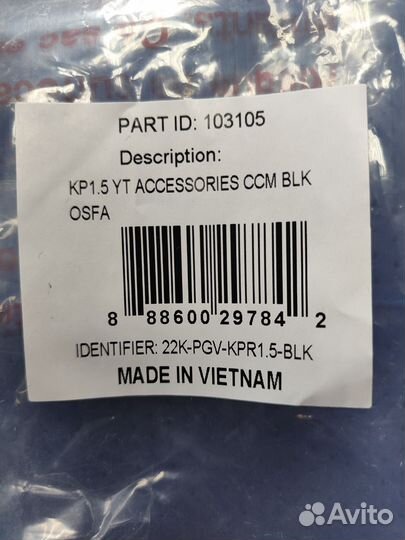 PART ID: 103105
Description:
KP1.5 YT ACCESSORIES CCM BLK
OSFA
8 88600 29784 2
IDENTIFIER: 22K-PGV-KPR1.5-BLK
MADE IN VIETNAM
Avito